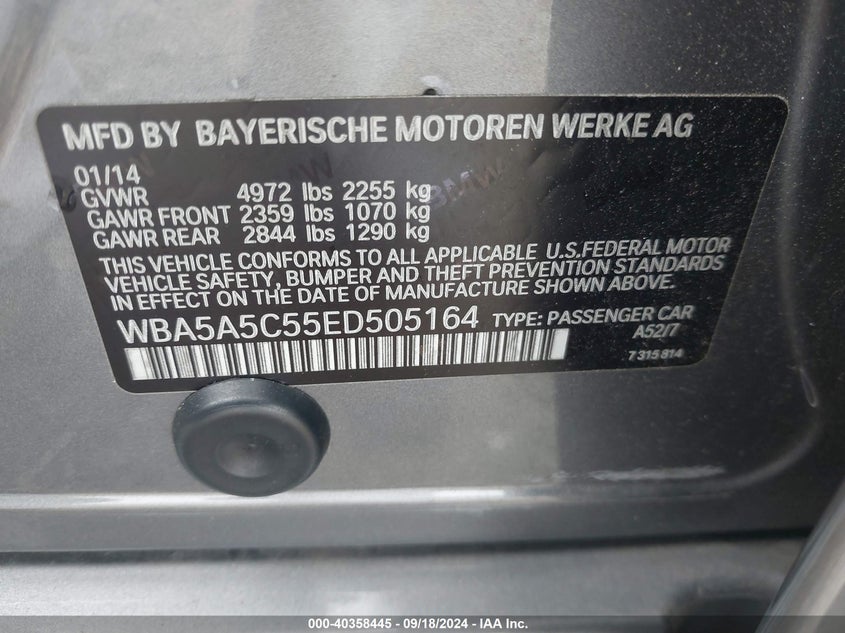 MFD BY BAYERISCHE MOTOREN WERKE AG
01/14
GVWR 4972 lbs 2255 kg
GAWR FRONT 2359 lbs 1070 kg
GAWR REAR 2844 lbs 1290 kg
THIS VEHICLE CONFORMS TO ALL APPLICABLE U.S.FEDERAL MOTOR
VEHICLE SAFETY, BUMPER AND THEFT PREVENTION STANDARDS
IN EFFECT ON THE DATE OF MANUFACTURE SHOWN ABOVE.
WBA5A5C55ED505164 TYPE: PASSENGER CAR
A52/7
7 315 814
000-40358445 - 09/18/2024 - IAA Inc.